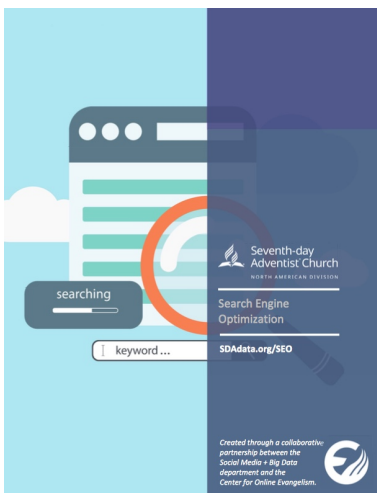 searching
keyword ...
Seventh-day
Adventist Church
NORTH AMERICAN DIVISION
Search Engine
Optimization
SDAdata.org/SEO
Created through a collaborative
partnership between the
Social Media + Big Data
department and the
Center for Online Evangelism.